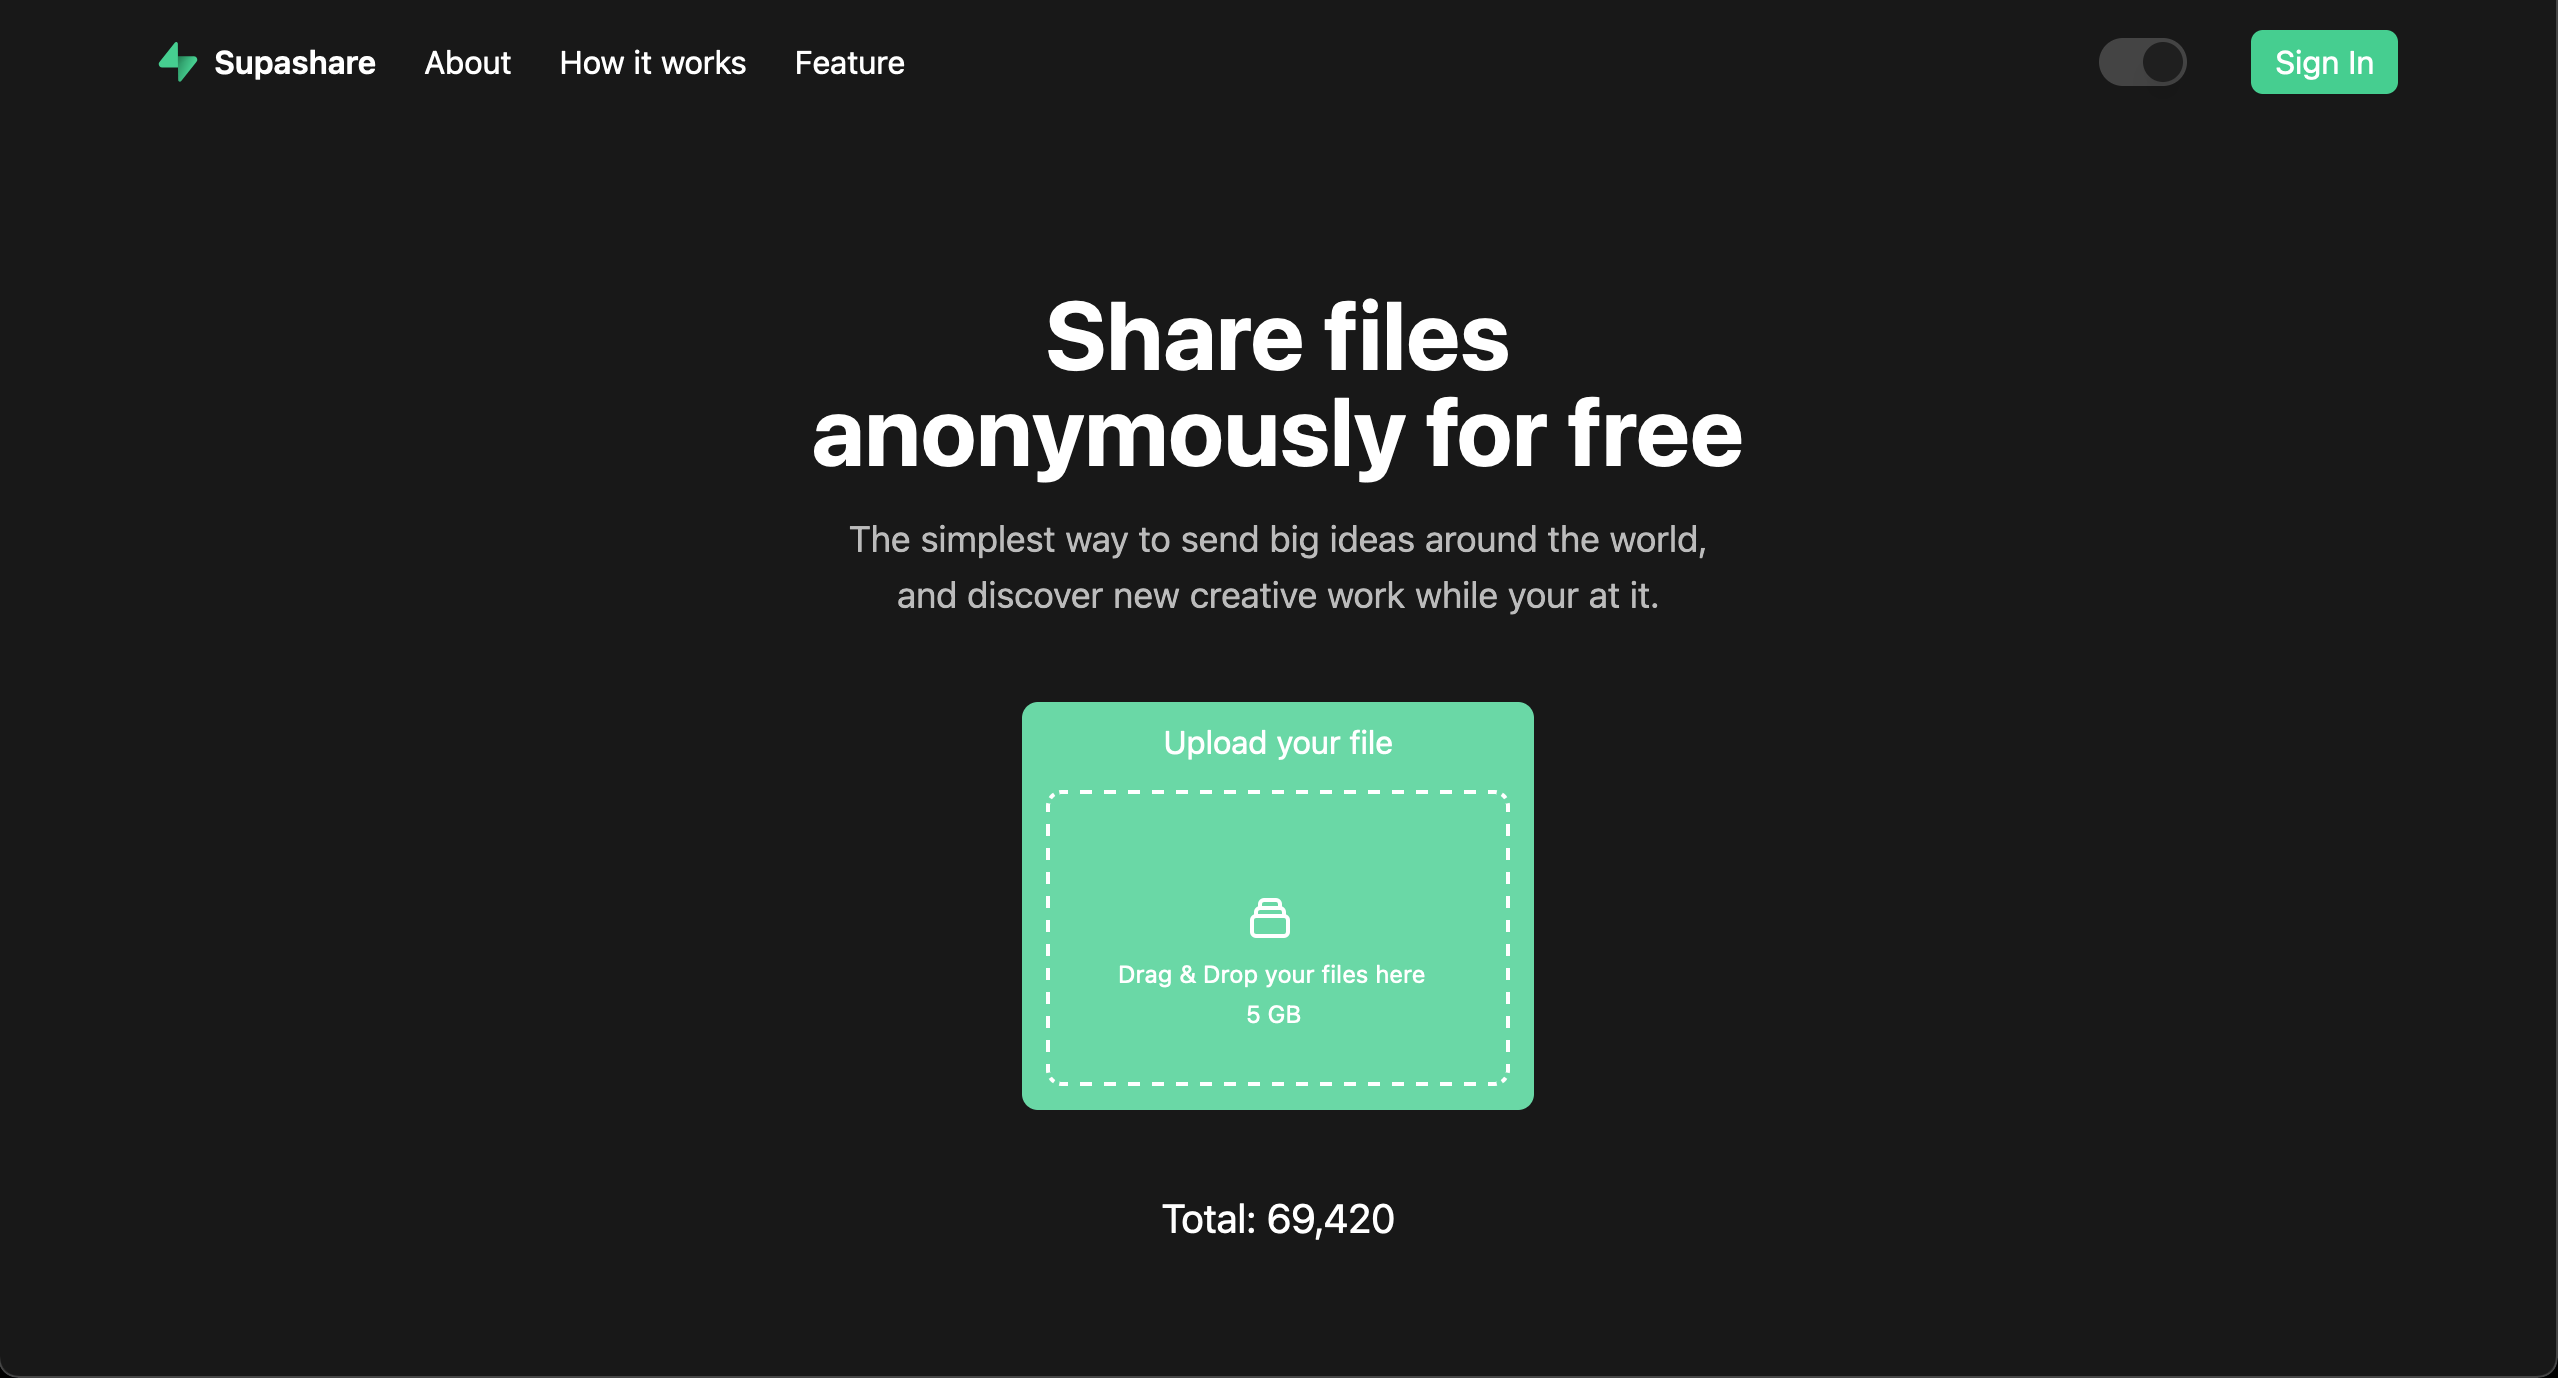 Supashare
About
How it works
Feature
Sign In
Share files
anonymously for free
The simplest way to send big ideas around the world,
and discover new creative work while your at it.
Upload your file
Drag & Drop your files here
5 GB
Total: 69,420